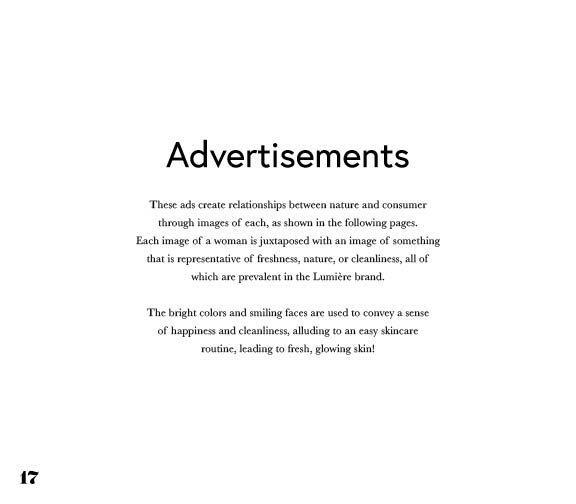 Advertisements
These ads create relationships between nature and consumer
through images of each, as shown in the following pages.
Each image of a woman is juxtaposed with an image of something
that is representative of freshness, nature, or cleanliness, all of
which are prevalent in the Lumière brand.
The bright colors and smiling faces are used to convey a sense
of happiness and cleanliness, alluding to an easy skincare
routine, leading to fresh, glowing skin!
17